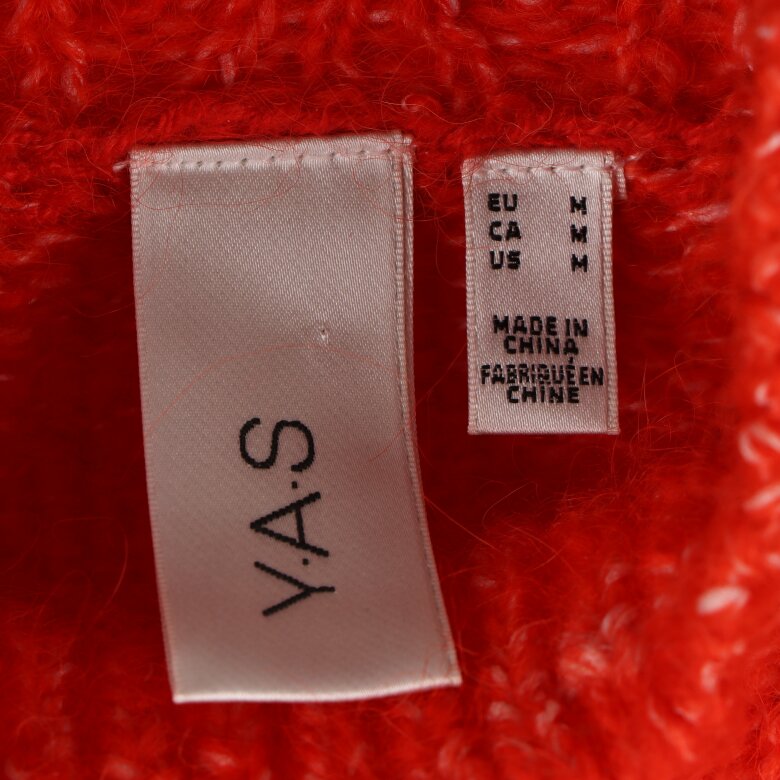 Y.A.S
EU M
CA M
US M
MADE IN
CHINA
FABRIQUÉ EN
CHINE